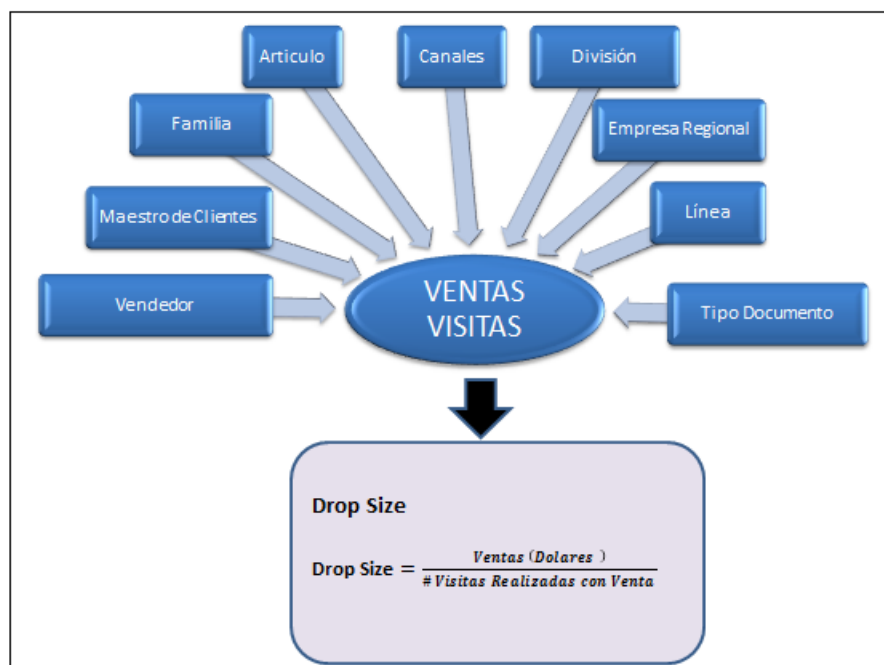 Articulo
Canales
División
Familia
Empresa Regional
Maestro de Clientes
Línea
Vendedor
VENTAS
VISITAS
Tipo Documento
Drop Size
Drop Size = Ventas (Dolares ) / # Visitas Realizadas con Venta